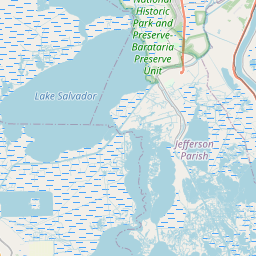 National
Historic
Park and
Preserve-
Barataria
Preserve
Unit
Lake Salvador
Jefferson
Parish